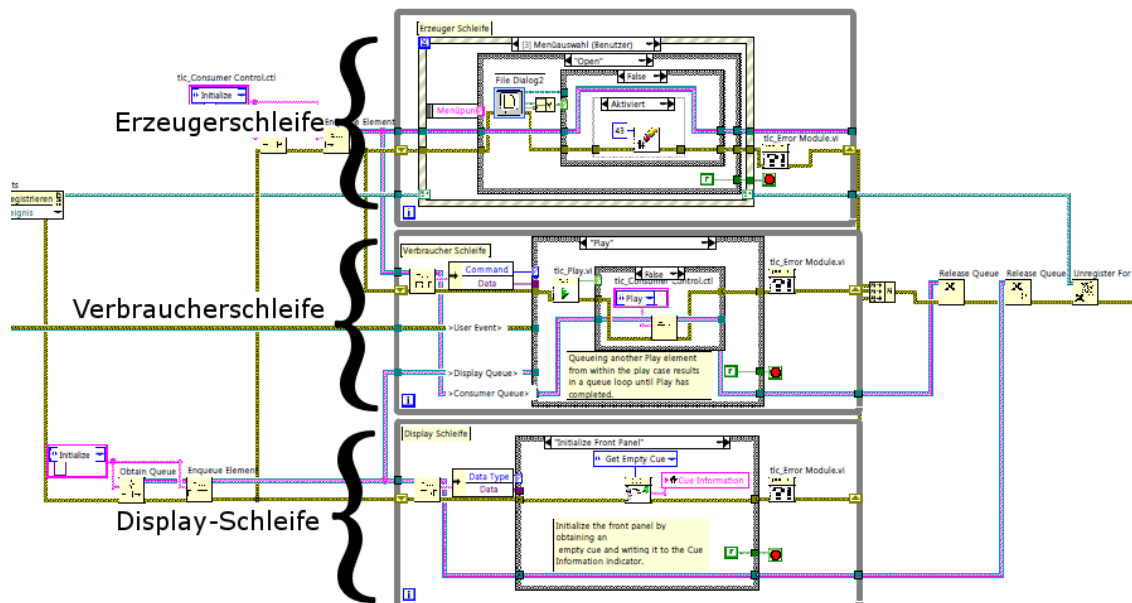 Erzeuger Schleife
[3] Menüauswahl (Benutzer)
"Open"
tlc_Consumer Control.ctl
Initialize
File Dialog2
False
Menüpun
Aktiviert
43
Erzeugerschleife
Element
tlc_Error Module.vi
ts
egistrieren
eignis
F
i
Verbraucher Schleife
"Play"
tlc_Error Module.vi
Command
Data
tlc_Play.vi
False
tlc_Consumer Control.ctl
Play
Release Queue
Release Queue
Unregister For
Verbraucherschleife
>User Event>
>Display Queue>
>Consumer Queue>
Queueing another Play element
from within the play case results
in a queue loop until Play has
completed.
F
i
Display Schleife
"Initialize Front Panel"
Initialize
Get Empty Cue
Obtain Queue
Enqueue Element
Data Type
Data
Cue Information
tlc_Error Module.vi
Display-Schleife
Initialize the front panel by
obtaining an
empty cue and writing it to the Cue
Information indicator.
F
i